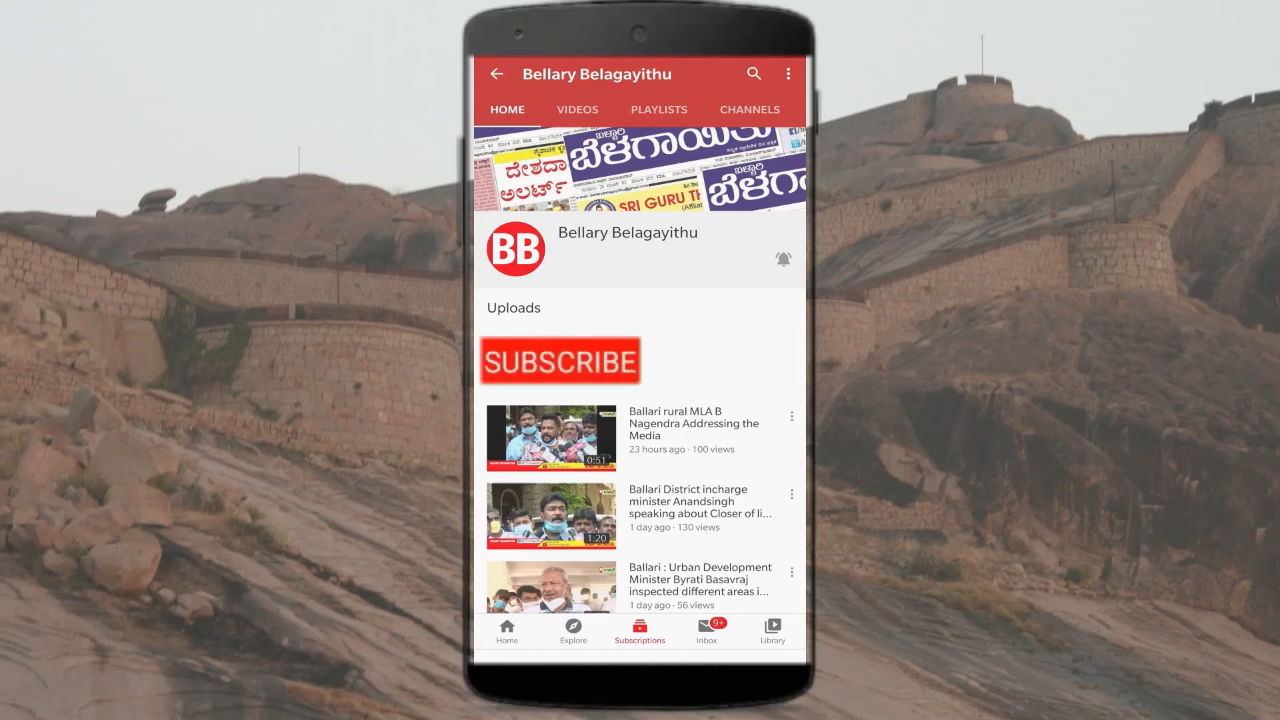 Bellary Belagayithu
HOME VIDEOS PLAYLISTS CHANNELS
ಬಳ್ಳಾರಿ
ಬೆಳಗಾಯಿತು
ದೇಶದಾ
ಅಲರ್ಟ್
ಬಳ್ಳಾರಿ
ಬೆಳಗಾ
SRI GURU TH
(Affiliat
BB
Bellary Belagayithu
Uploads
SUBSCRIBE
Ballari rural MLA B
Nagendra Addressing the
Media
23 hours ago · 100 views
0:51
Ballari District incharge
minister Anandsingh
speaking about Closer of li...
1 day ago · 130 views
1:20
Ballari : Urban Development
Minister Byrati Basavraj
inspected different areas i...
1 day ago · 56 views
9+
Home Explore Subscriptions Inbox Library